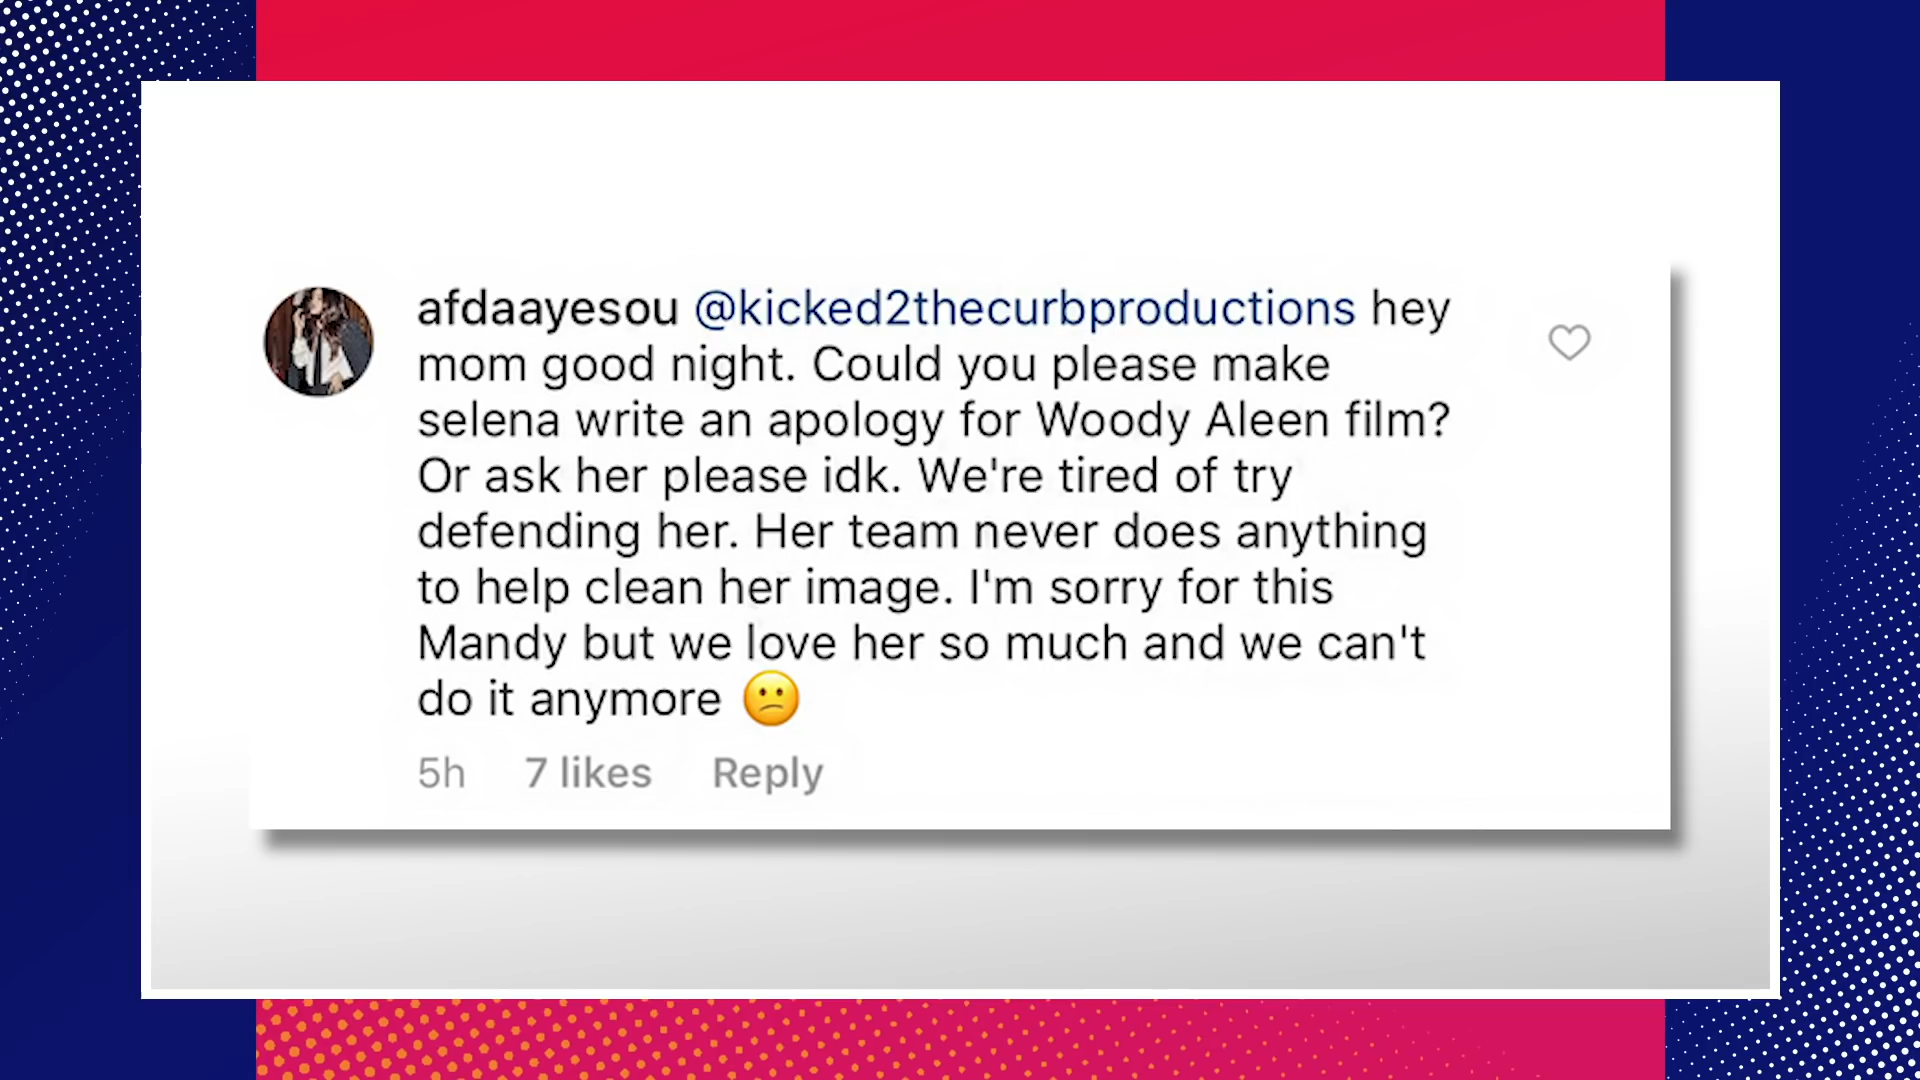 afdaayesou @kicked2thecurbproductions hey
mom good night. Could you please make
selena write an apology for Woody Aleen film?
Or ask her please idk. We're tired of try
defending her. Her team never does anything
to help clean her image. I'm sorry for this
Mandy but we love her so much and we can't
do it anymore 😕
5h 7 likes Reply